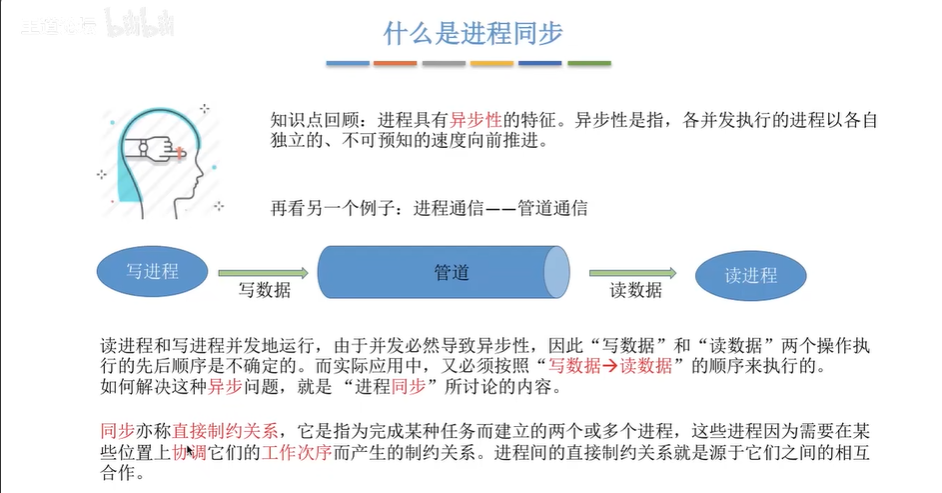 什么是进程同步
知识点回顾：进程具有异步性的特征。异步性是指，各并发执行的进程以各自
独立的、不可预知的速度向前推进。
再看另一个例子：进程通信——管道通信
写进程
写数据
管道
读数据
读进程
读进程和写进程并发地运行，由于并发必然导致异步性，因此“写数据”和“读数据”两个操作执
行的先后顺序是不确定的。而实际应用中，又必须按照“写数据→读数据”的顺序来执行的。
如何解决这种异步问题，就是“进程同步”所讨论的内容。
同步亦称直接制约关系，它是指为完成某种任务而建立的两个或多个进程，这些进程因为需要在某
些位置上协调它们的工作次序而产生的制约关系。进程间的直接制约关系就是源于它们之间的相互
合作。